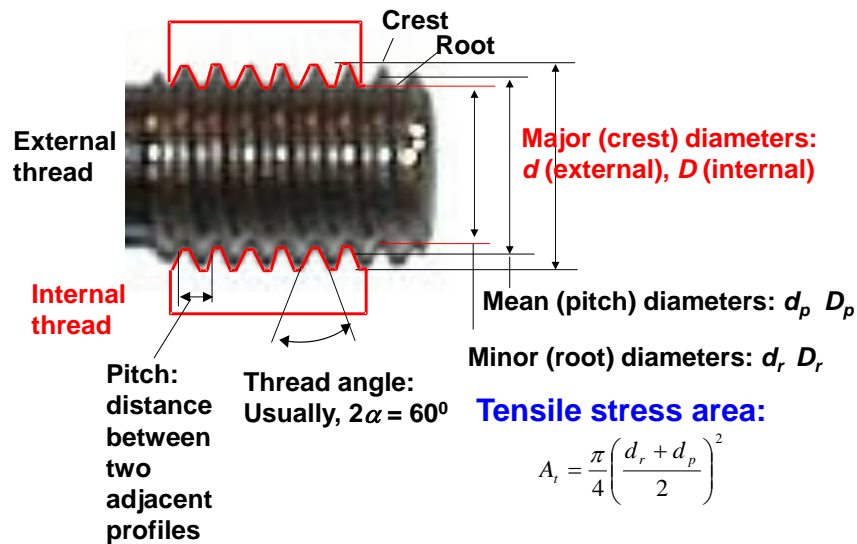 Crest
Root
External
thread
Major (crest) diameters:
d (external), D (internal)
Internal
thread
Mean (pitch) diameters: dₚ Dₚ
Minor (root) diameters: dᵣ Dᵣ
Pitch:
distance
between
two
adjacent
profiles
Thread angle:
Usually, 2α = 60⁰
Tensile stress area:
Aₜ = π/4 ((dᵣ + dₚ)/2)²